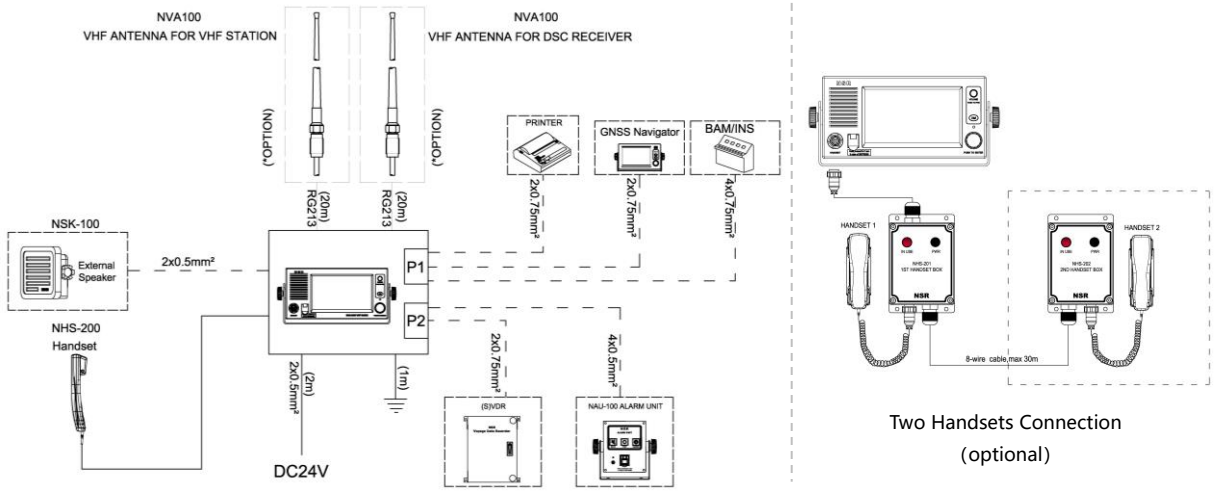 NVA100
VHF ANTENNA FOR VHF STATION
NVA100
VHF ANTENNA FOR DSC RECEIVER
(*OPTION)
(*OPTION)
RG213
(20m)
RG213
(20m)
PRINTER
GNSS Navigator
BAM/INS
2x0.75mm²
2x0.75mm²
4x0.75mm²
NSK-100
External
Speaker
2x0.5mm²
P1
P2
NHS-200
Handset
2x0.5mm²
(2m)
(1m)
DC24V
2x0.75mm²
4x0.5mm²
(S)VDR
Voyage Data Recorder
NAU-100 ALARM UNIT
HANDSET 1
IN USE
PWR
NHS-201
1ST HANDSET BOX
NSR
IN USE
PWR
NHS-202
2ND HANDSET BOX
NSR
HANDSET 2
8-wire cable,max 30m
Two Handsets Connection
(optional)